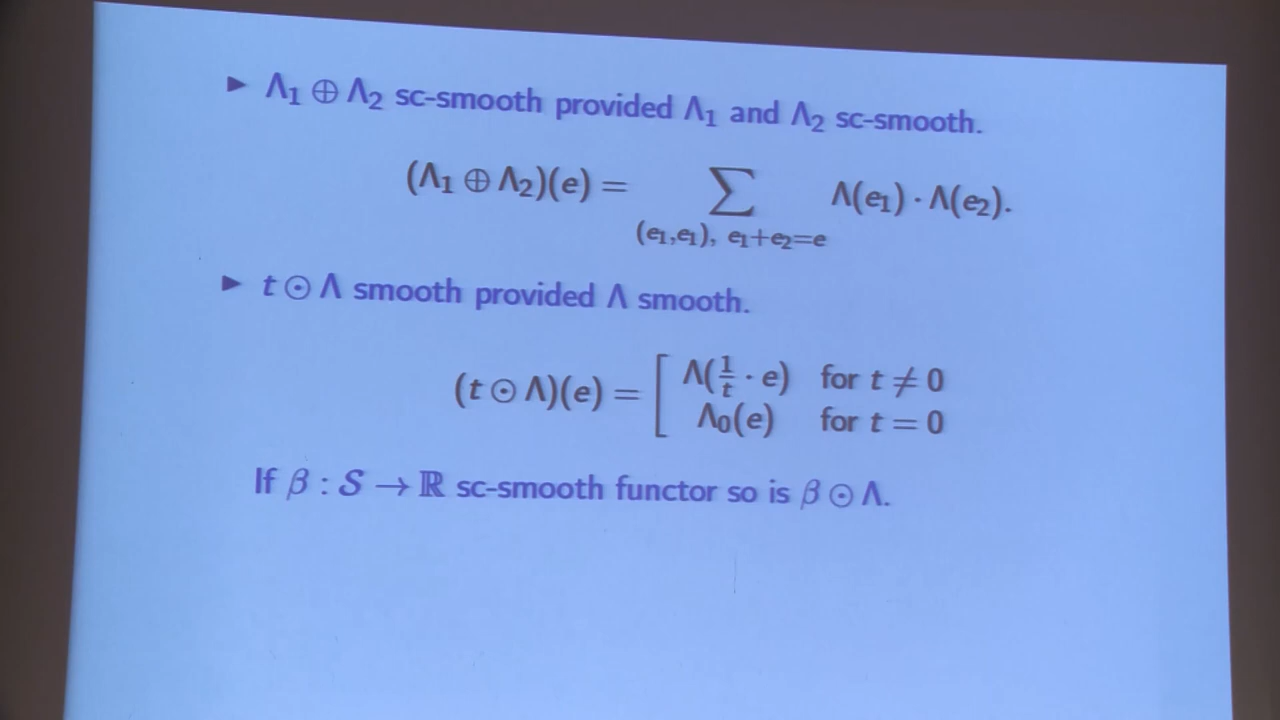 ► Λ₁ ⊕ Λ₂ sc-smooth provided Λ₁ and Λ₂ sc-smooth.
(Λ₁ ⊕ Λ₂)(e) = ∑ Λ(e₁) · Λ(e₂).
(e₁,e₁), e₁+e₂=e
► t ⊙ Λ smooth provided Λ smooth.
(t ⊙ Λ)(e) = [ Λ(1/t · e) for t ≠ 0
Λ₀(e) for t = 0
If β : S → ℝ sc-smooth functor so is β ⊙ Λ.